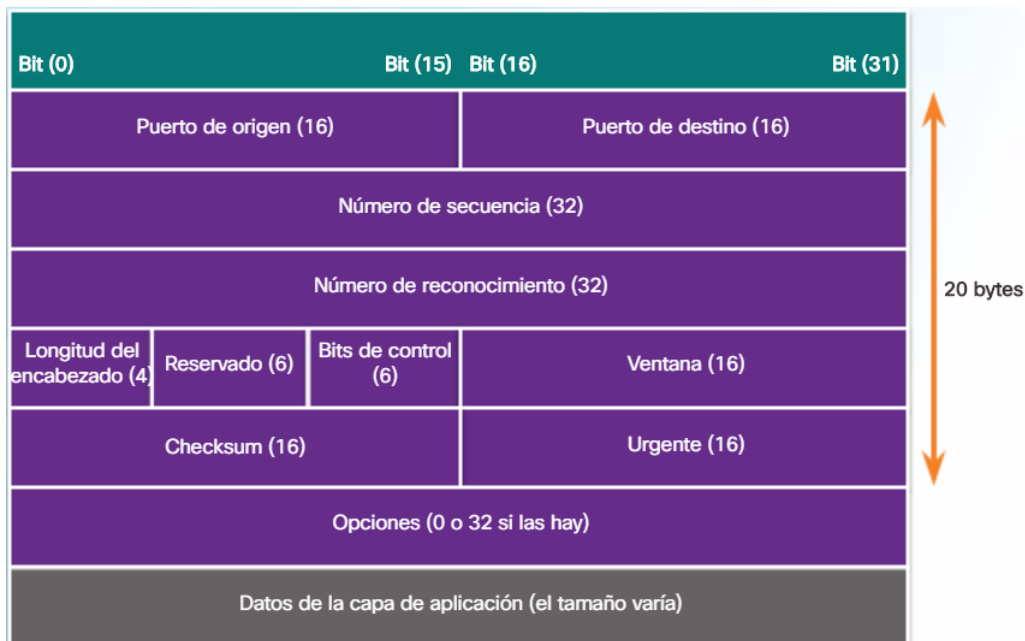 Bit (0) Bit (15) Bit (16) Bit (31)
Puerto de origen (16) Puerto de destino (16)
Número de secuencia (32)
Número de reconocimiento (32)
20 bytes
Longitud del
encabezado (4)
Reservado (6)
Bits de control
(6)
Ventana (16)
Checksum (16) Urgente (16)
Opciones (0 o 32 si las hay)
Datos de la capa de aplicación (el tamaño varía)